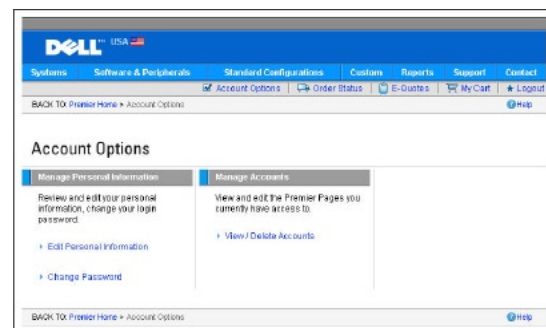 DELL™ USA
Systems Software & Peripherals Standard Configurations Custom Reports Support Contact
Account Options | Order Status | E-Quotes | My Cart | Logout
BACK TO: Premier Home ▸ Account Options Help
Account Options
Manage Personal Information
Review and edit your personal
information, change your login
password.
Edit Personal Information
Change Password
Manage Accounts
View and edit the Premier Pages you
currently have access to.
View / Delete Accounts
BACK TO: Premier Home ▸ Account Options Help